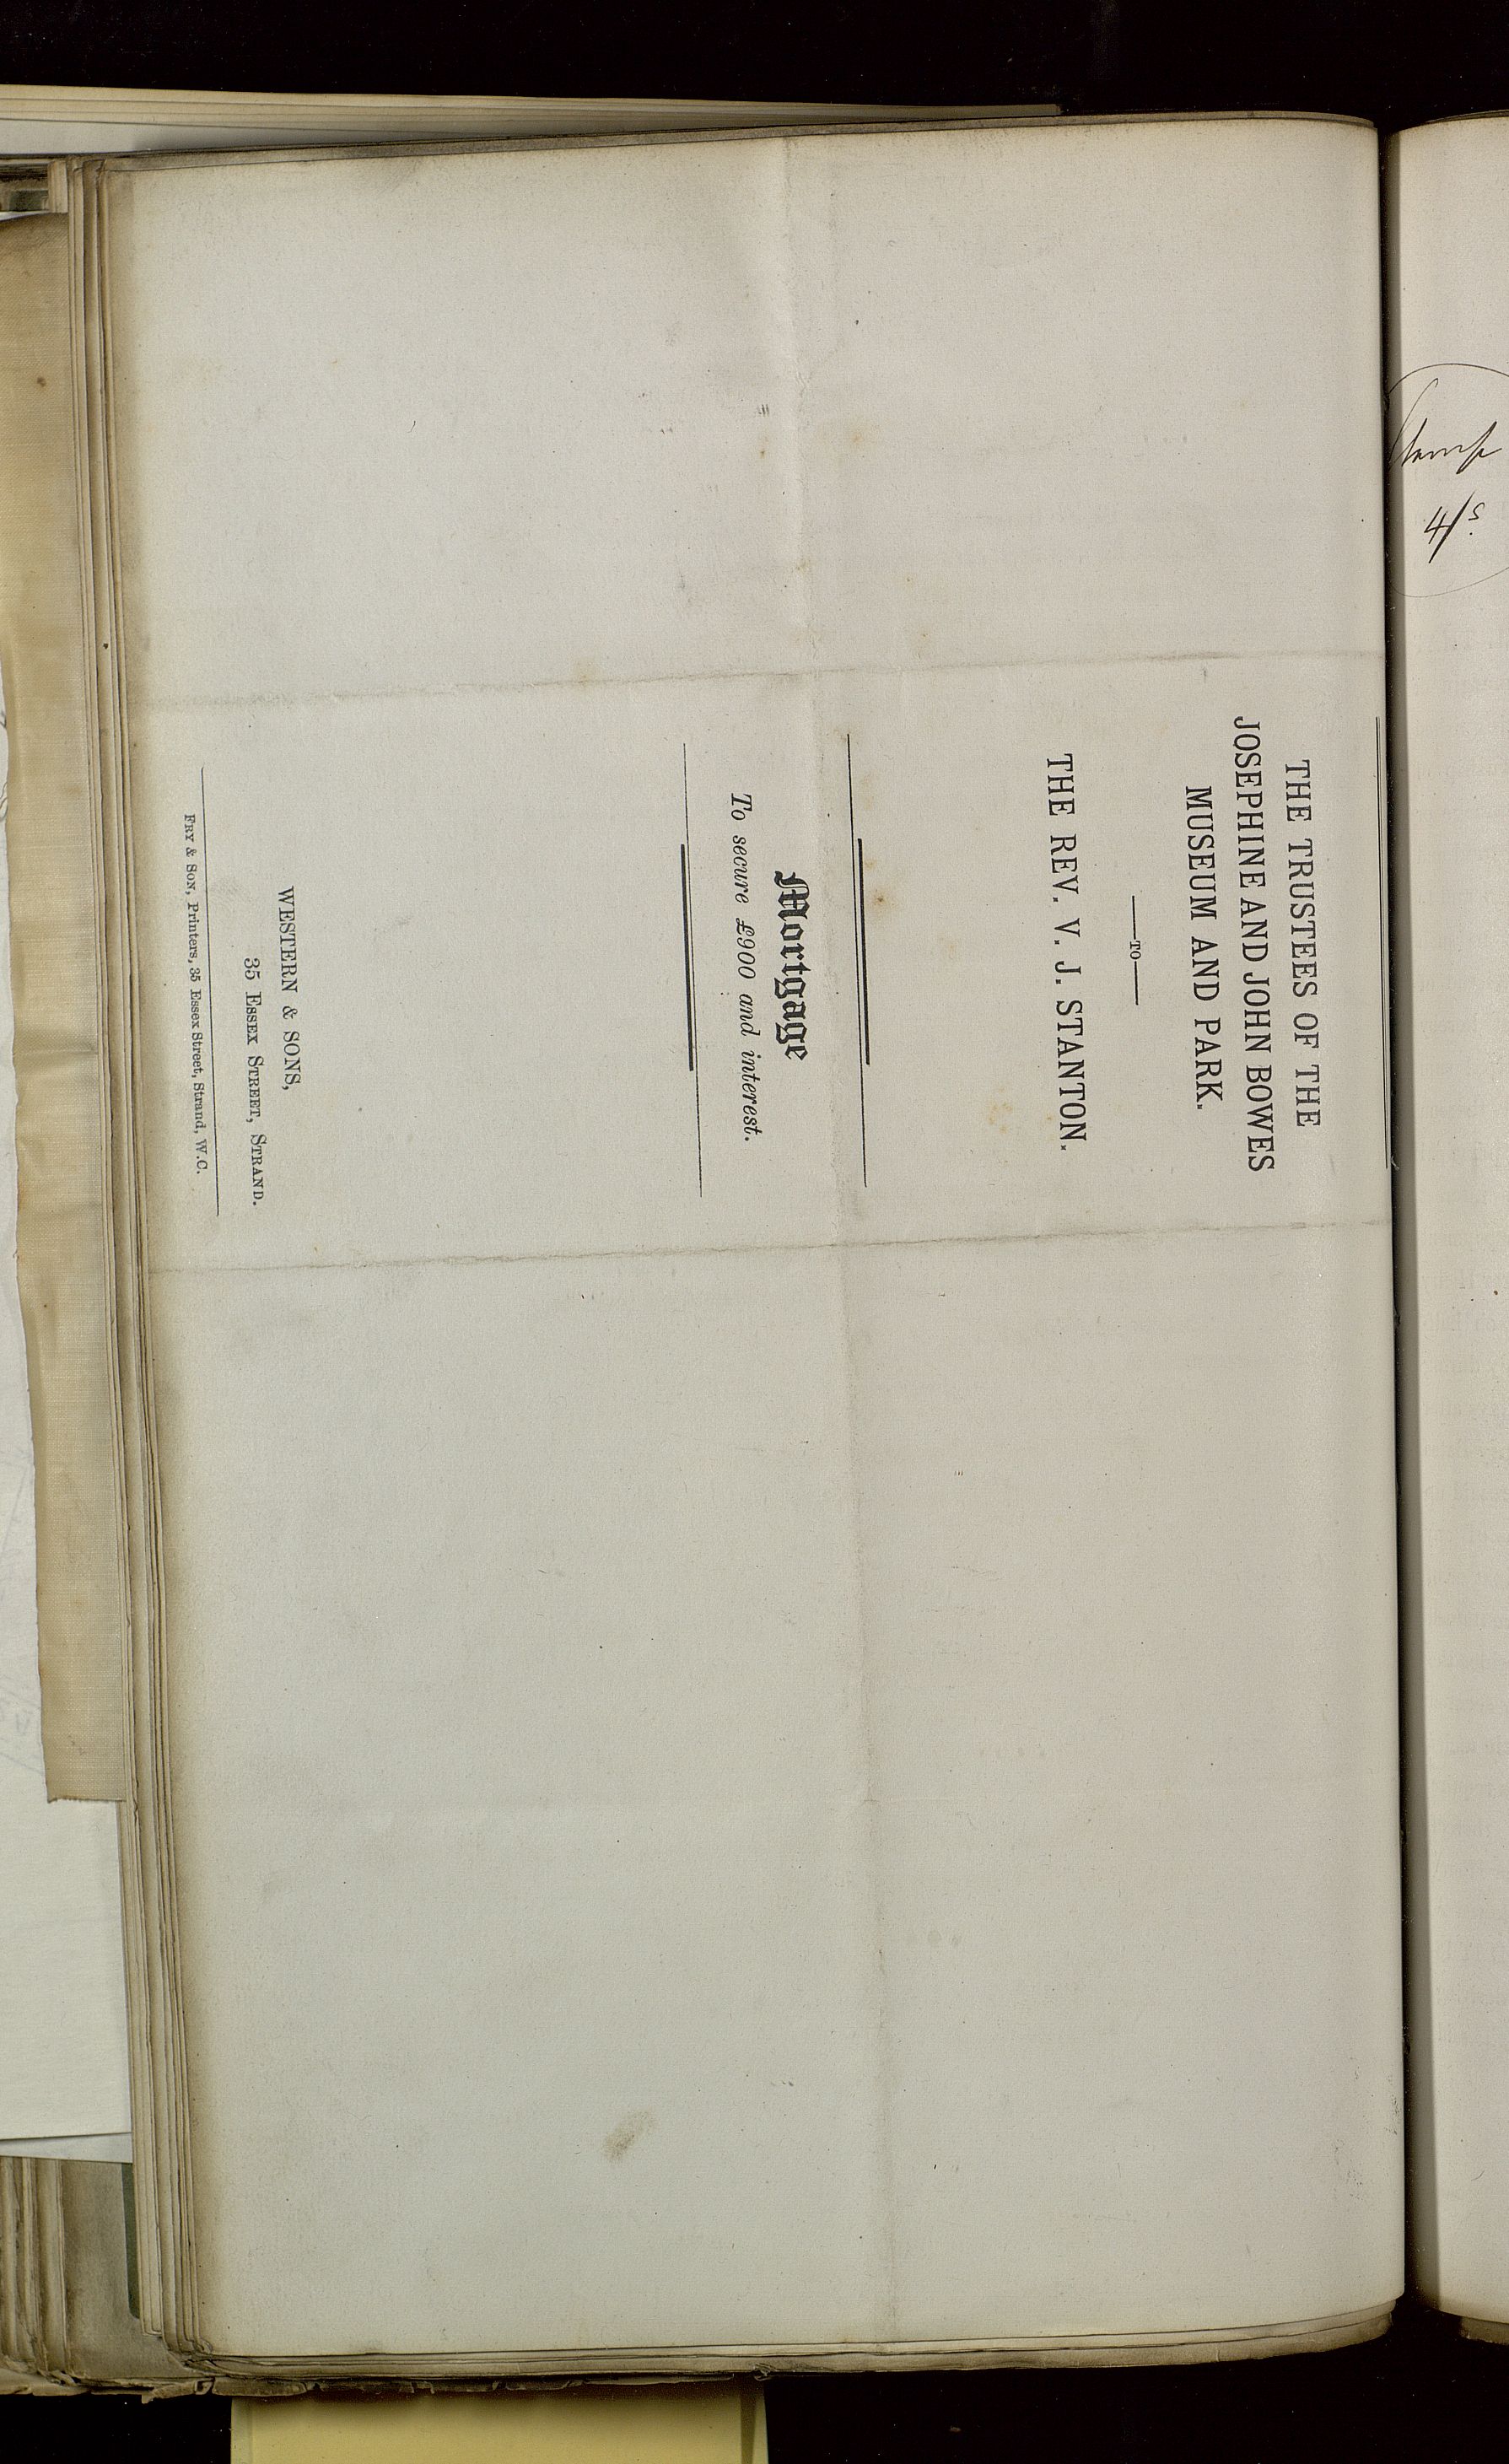 THE TRUSTEES OF THE
JOSEPHINE AND JOHN BOWES
MUSEUM AND PARK.
TO
THE REV. V. J. STANTON.
Mortgage
To secure £900 and interest.
WESTERN & SONS,
35 ESSEX STREET, STRAND.
FRY & SON, Printers, 35 Essex Street, Strand, W.C.
Stamp
4/s.